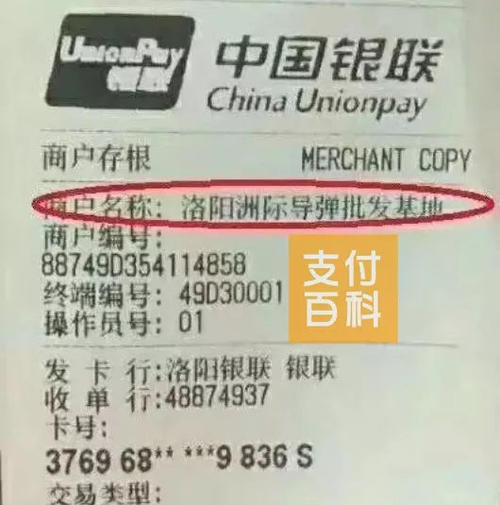 UnionPay
银联
中国银联
China Unionpay
商户存根 MERCHANT COPY
商户名称: 洛阳洲际导弹批发基地
商户编号:
88749D354114858
终端编号: 49D30001
操作员号: 01
支付
百科
发 卡 行:洛阳银联 银联
收 单 行:48874937
卡号:
3769 68** ***9 836 S
交易类型: